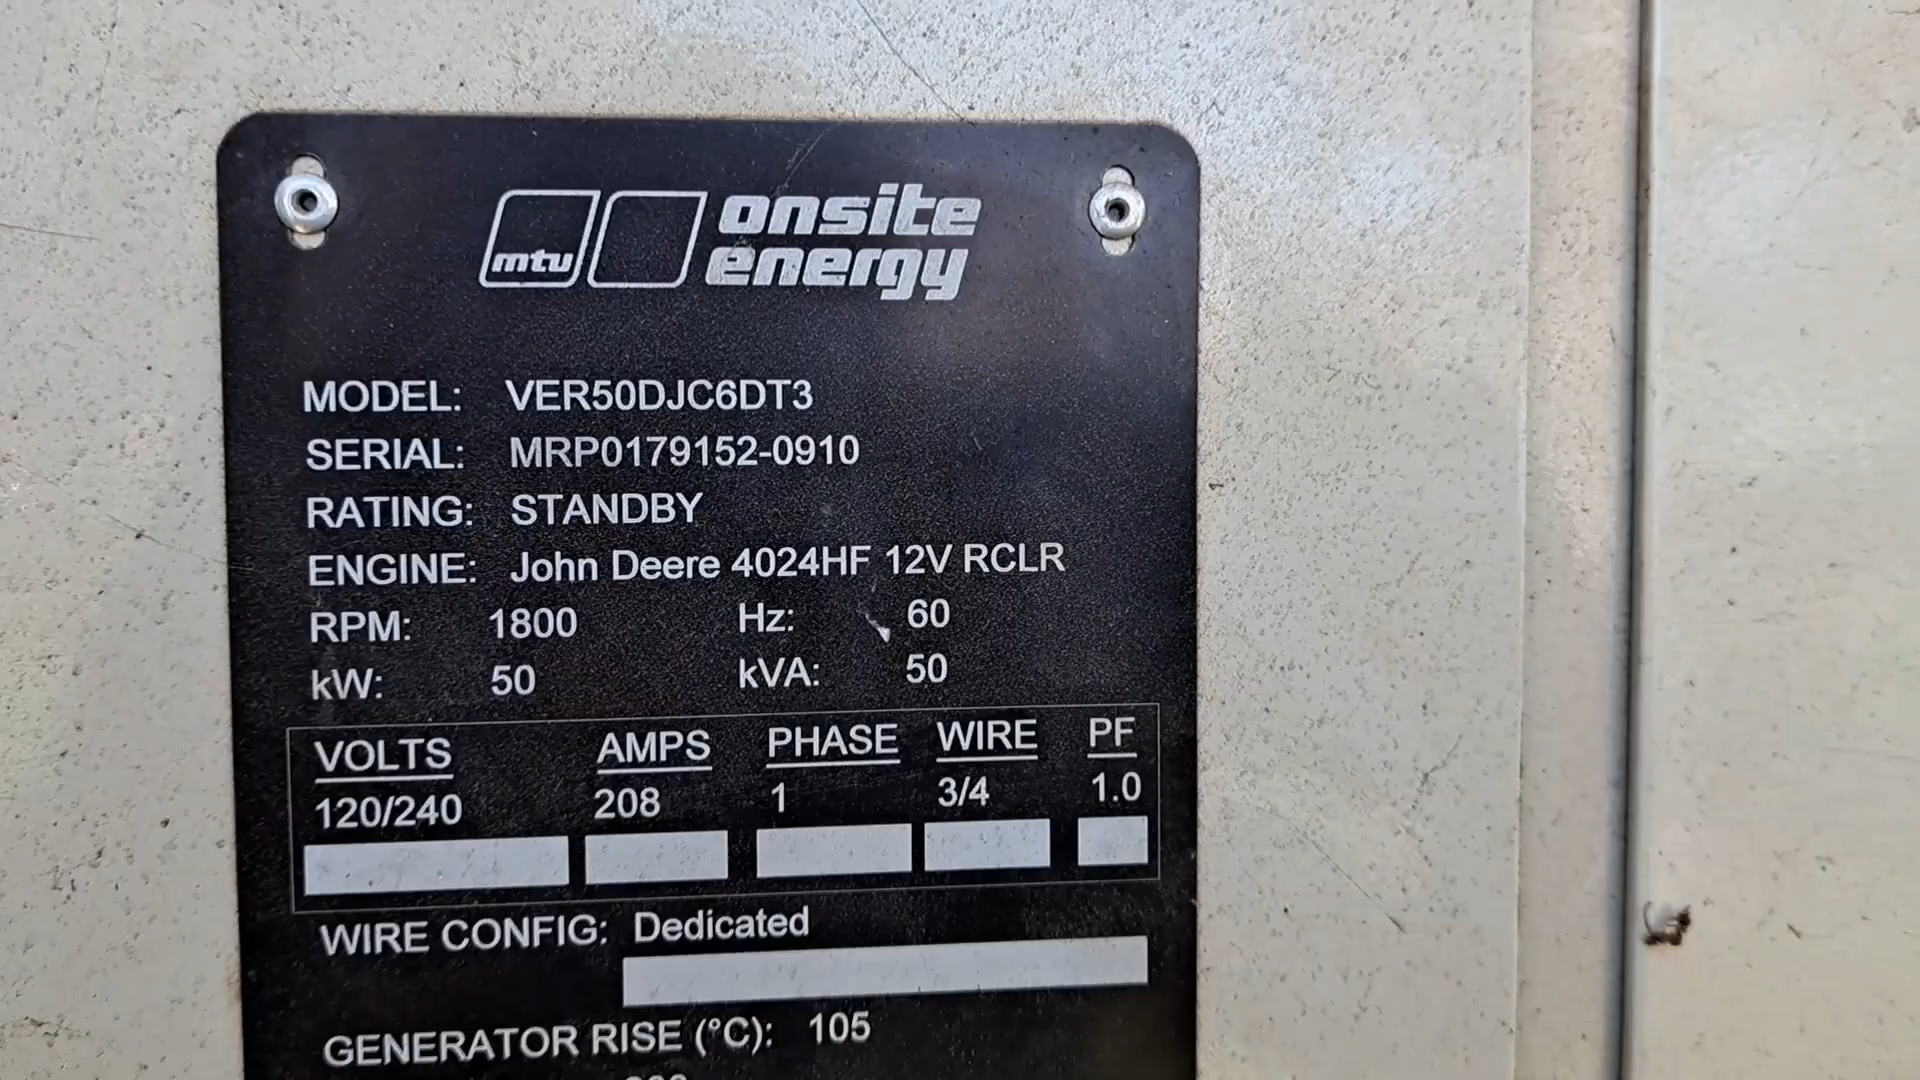 mtu onsite energy
MODEL: VER50DJC6DT3
SERIAL: MRP0179152-0910
RATING: STANDBY
ENGINE: John Deere 4024HF 12V RCLR
RPM: 1800 Hz: 60
kW: 50 kVA: 50
VOLTS AMPS PHASE WIRE PF
120/240 208 1 3/4 1.0
WIRE CONFIG: Dedicated
GENERATOR RISE (°C): 105